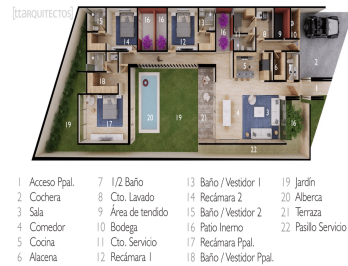 [ttarquitectos]
1 Acceso Ppal.
2 Cochera
3 Sala
4 Comedor
5 Cocina
6 Alacena
7 1/2 Baño
8 Cto. Lavado
9 Área de tendido
10 Bodega
11 Cto. Servicio
12 Recámara 1
13 Baño / Vestidor 1
14 Recámara 2
15 Baño / Vestidor 2
16 Patio Inerno
17 Recámara Ppal.
18 Baño / Vestidor Ppal.
19 Jardín
20 Alberca
21 Terraza
22 Pasillo Servicio